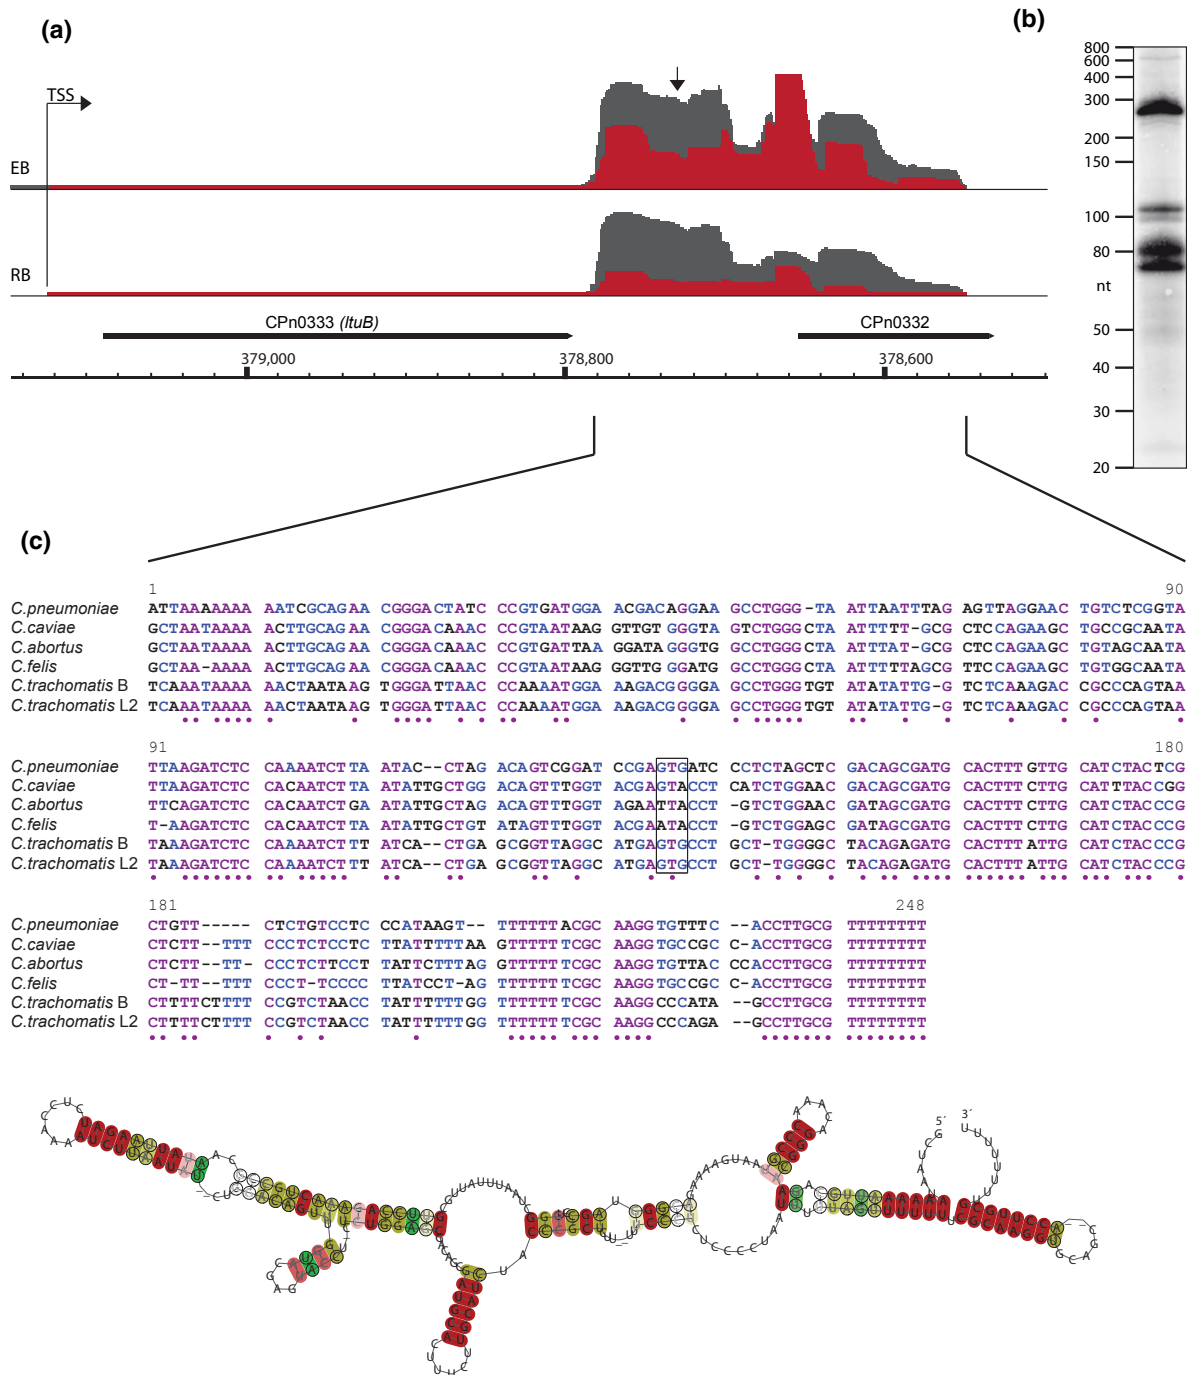 (a)
(b)
TSS
EB
RB
CPn0333 (ltuB)
CPn0332
379,000
378,800
378,600
800
600
400
300
200
150
100
80
nt
50
40
30
20
(c)
1 90
C.pneumoniae ATTAAAAAAA AATCGCAGAA CGGGACTATC CCGTGATGGA ACGACAGGAA GCCTGGG-TA ATTAATTTAG AGTTAGGAAC TGTCTCGGTA
C.caviae GCTAATAAAA ACTTGCAGAA CGGGACAAAC CCGTAATAAG GTTGTGGGTA GTCTGGGCTA ATTTTT-GCG CTCCAGAAGC TGCCGCAATA
C.abortus GCTAATAAAA ACTTGCAGAA CGGGACAAAC CCGTGATTAA GGATAGGGTG GCCTGGGCTA ATTTAT-GCG CTCCAGAAGC TGTAGCAATA
C.felis GCTAA-AAAA ACTTGCAGAA CGGGACAAAC CCGTAATAAG GGTTGGGATG GCCTGGGCTA ATTTTTAGCG TTCCAGAAGC TGTGGCAATA
C.trachomatis B TCAAATAAAA AACTAATAAG TGGGATTAAC CCAAAATGGA AAGACGGGGA GCCTGGGTGT ATATATTG-G TCTCAAAGAC CGCCCAGTAA
C.trachomatis L2 TCAAATAAAA AACTAATAAG TGGGATTAAC CCAAAATGGA AAGACGGGGA GCCTGGGTGT ATATATTG-G TCTCAAAGAC CGCCCAGTAA
91 180
C.pneumoniae TTAAGATCTC CAAAATCTTA ATAC--CTAG ACAGTCGGAT CCGAGTGATC CCTCTAGCTC GACAGCGATG CACTTTGTTG CATCTACTCG
C.caviae TTAAGATCTC CACAATCTTA ATATTGCTGG ACAGTTTGGT ACGAGTACCT CATCTGGAAC GACAGCGATG CACTTTCTTG CATTTACCGG
C.abortus TTCAGATCTC CACAATCTGA ATATTGCTAG ACAGTTTGGT AGAATTACCT -GTCTGGAAC GATAGCGATG CACTTTCTTG CATCTACCCG
C.felis T-AAGATCTC CACAATCTTA ATATTGCTGT ATAGTTTGGT ACGAATACCT -GTCTGGAGC GATAGCGATG CACTTTCTTG CATCTACCCG
C.trachomatis B TAAAGATCTC CAAAATCTTT ATCA--CTGA GCGGTTAGGC ATGAGTGCCT GCT-TGGGGC TACAGAGATG CACTTTATTG CATCTACCCG
C.trachomatis L2 TAAAGATCTC CAAAATCTTT ATCA--CTGA GCGGTTAGGC ATGAGTGCCT GCT-TGGGGC TACAGAGATG CACTTTATTG CATCTACCCG
181 248
C.pneumoniae CTGTT----- CTCTGTCCTC CCATAAGT-- TTTTTTACGC AAGGTGTTTC --ACCTTGCG TTTTTTTT
C.caviae CTCTT--TTT CCCTCTCCTC TTATTTTTAA GTTTTTTCGC AAGGTGCCGC C-ACCTTGCG TTTTTTTT
C.abortus CTCTT--TT- CCCTCTTCCT TATTCTTTAG GTTTTTTCGC AAGGTGTTAC CCACCTTGCG TTTTTTTT
C.felis CT-TT--TTT CCCT-TCCCC TTATCCT-AG TTTTTTTCGC AAGGTGCCGC C-ACCTTGCG TTTTTTTT
C.trachomatis B CTTTTCTTTT CCGTCTAACC TATTTTTTGG TTTTTTTCGC AAGGCCCATA --GCCTTGCG TTTTTTTT
C.trachomatis L2 CTTTTCTTTT CCGTCTAACC TATTTTTTGG TTTTTTTCGC AAGGCCCAGA --GCCTTGCG TTTTTTTT
5´
3´